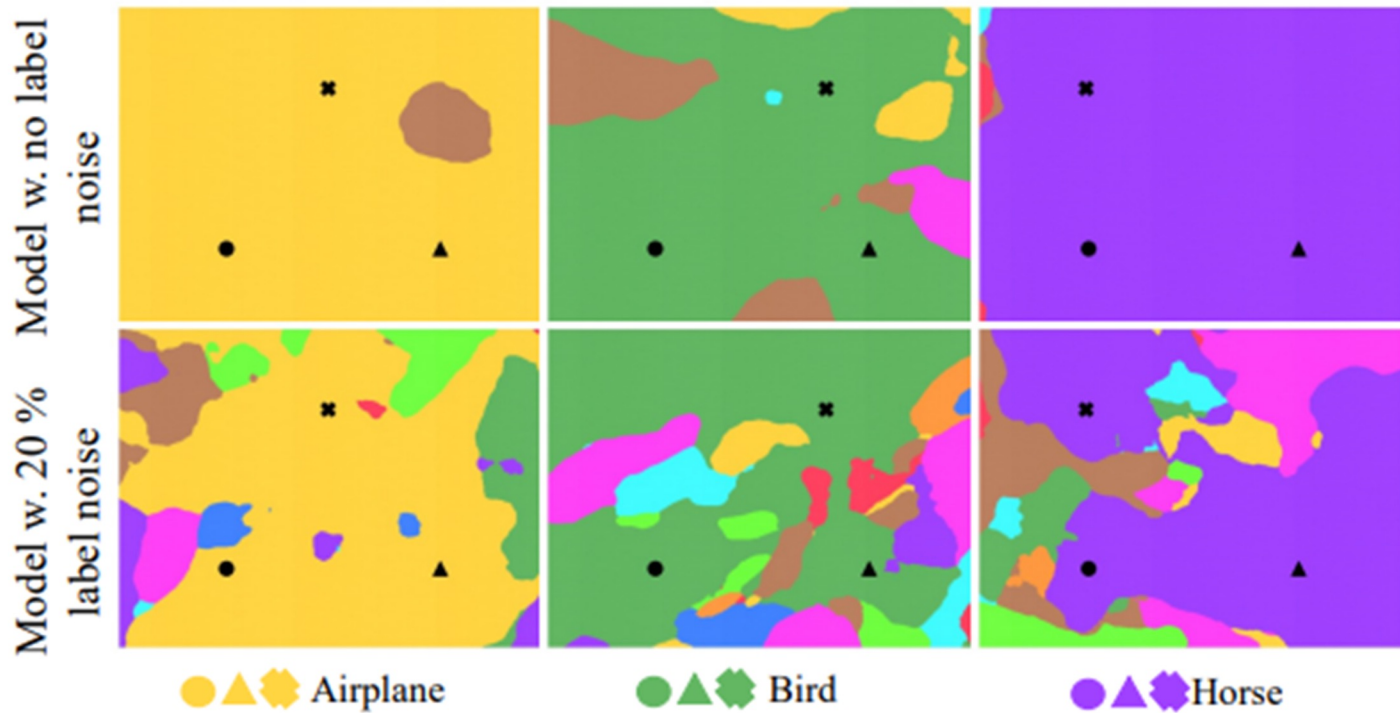 Model w. no label
noise
Model w. 20 %
label noise
Airplane
Bird
Horse